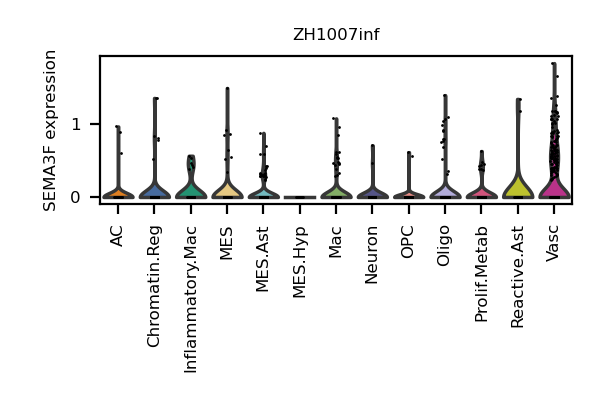 ZH1007inf
SEMA3F expression
1
0
AC
Chromatin.Reg
Inflammatory.Mac
MES
MES.Ast
MES.Hyp
Mac
Neuron
OPC
Oligo
Prolif.Metab
Reactive.Ast
Vasc